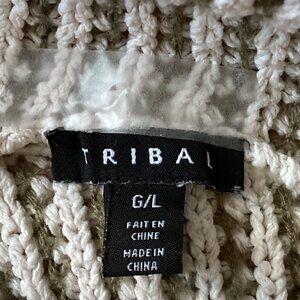 TRIBAL
G/L
FAIT EN
CHINE
MADE IN
CHINA